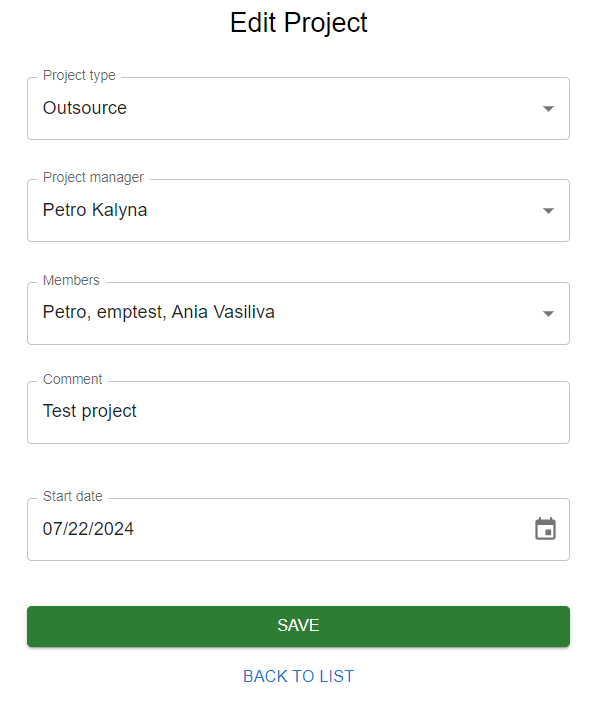 Edit Project
Project type
Outsource
Project manager
Petro Kalyna
Members
Petro, emptest, Ania Vasiliva
Comment
Test project
Start date
07/22/2024
SAVE
BACK TO LIST